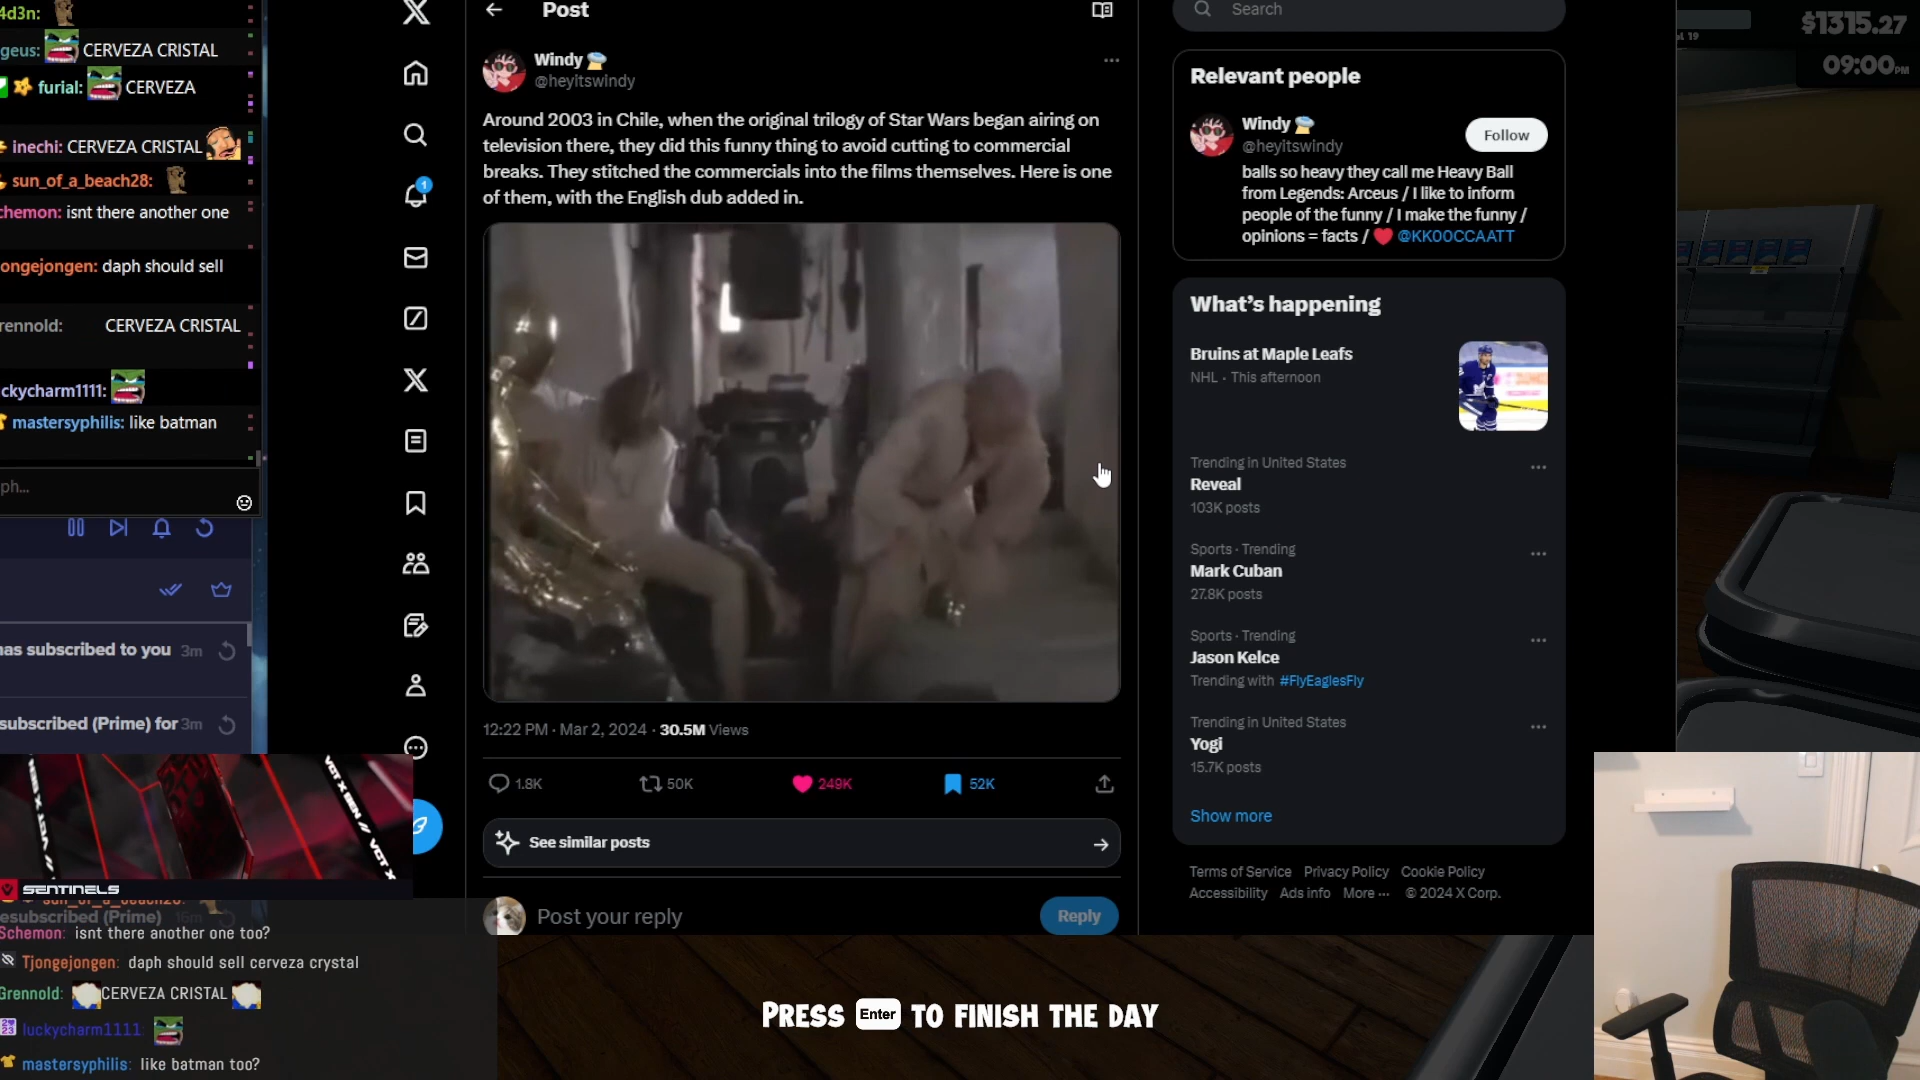 4d3n:
geus: CERVEZA CRISTAL
furial: CERVEZA
inechi: CERVEZA CRISTAL
sun_of_a_beach28:
chemon: isnt there another one
ongejongen: daph should sell
rennold: CERVEZA CRISTAL
ckycharm1111:
mastersyphilis: like batman
ph...
has subscribed to you 3m
subscribed (Prime) for 3m
SENTINELS
esubscribed (Prime) 16m
Schemon: isnt there another one too?
Tjongejongen: daph should sell cerveza crystal
Grennold: CERVEZA CRISTAL
luckycharm1111:
mastersyphilis: like batman too?
Post
Windy
@heyitswindy
Around 2003 in Chile, when the original trilogy of Star Wars began airing on
television there, they did this funny thing to avoid cutting to commercial
breaks. They stitched the commercials into the films themselves. Here is one
of them, with the English dub added in.
12:22 PM · Mar 2, 2024 · 30.5M Views
1.8K 50K 249K 52K
See similar posts
Post your reply
Reply
Search
Relevant people
Windy
@heyitswindy
Follow
balls so heavy they call me Heavy Ball
from Legends: Arceus / I like to inform
people of the funny / I make the funny /
opinions = facts / @KK00CCAATT
What's happening
Bruins at Maple Leafs
NHL · This afternoon
Trending in United States
Reveal
103K posts
Sports · Trending
Mark Cuban
27.8K posts
Sports · Trending
Jason Kelce
Trending with #FlyEaglesFly
Trending in United States
Yogi
15.7K posts
Show more
Terms of Service Privacy Policy Cookie Policy
Accessibility Ads info More ··· © 2024 X Corp.
$1315.27
09:00PM
PRESS Enter TO FINISH THE DAY